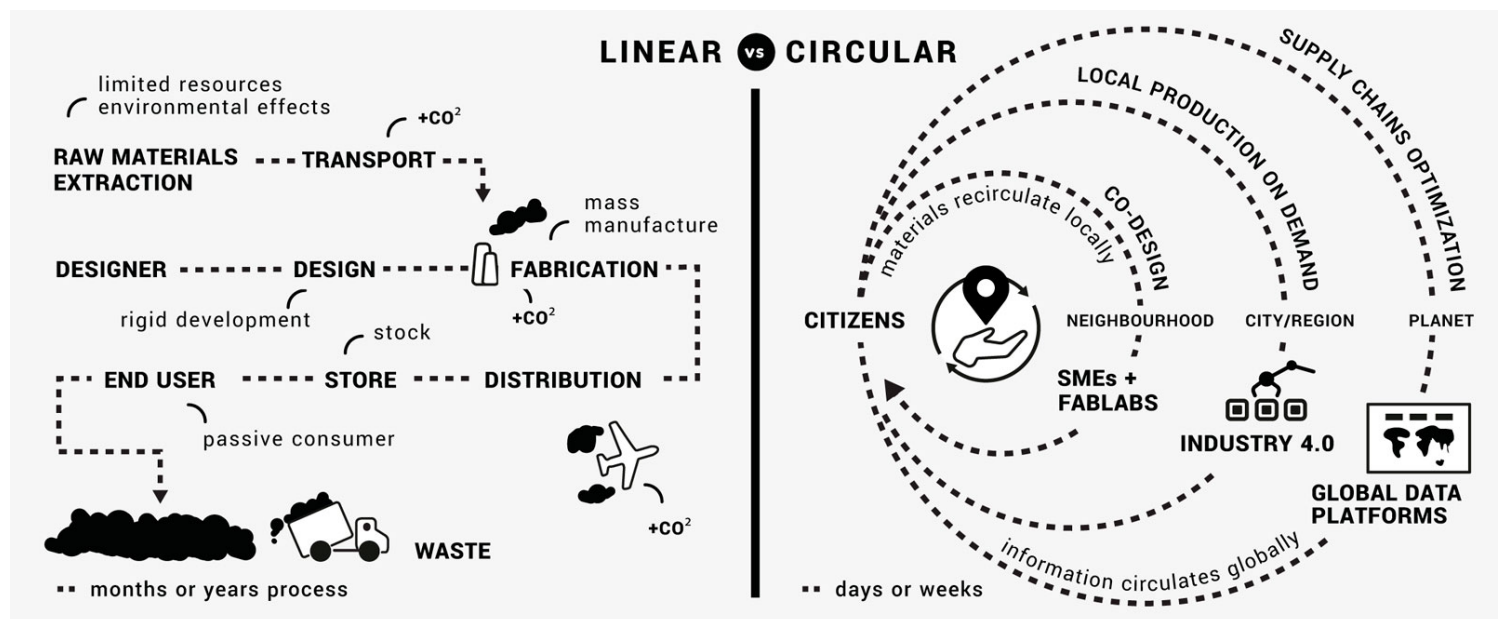 LINEAR vs CIRCULAR
limited resources
environmental effects
+CO²
RAW MATERIALS
EXTRACTION
TRANSPORT
mass
manufacture
DESIGNER
DESIGN
FABRICATION
rigid development
+CO²
stock
END USER
STORE
DISTRIBUTION
passive consumer
+CO²
WASTE
months or years process
SUPPLY CHAINS OPTIMIZATION
LOCAL PRODUCTION ON DEMAND
CO-DESIGN
materials recirculate locally
CITIZENS
NEIGHBOURHOOD
CITY/REGION
PLANET
SMEs +
FABLABS
INDUSTRY 4.0
GLOBAL DATA
PLATFORMS
information circulates globally
days or weeks